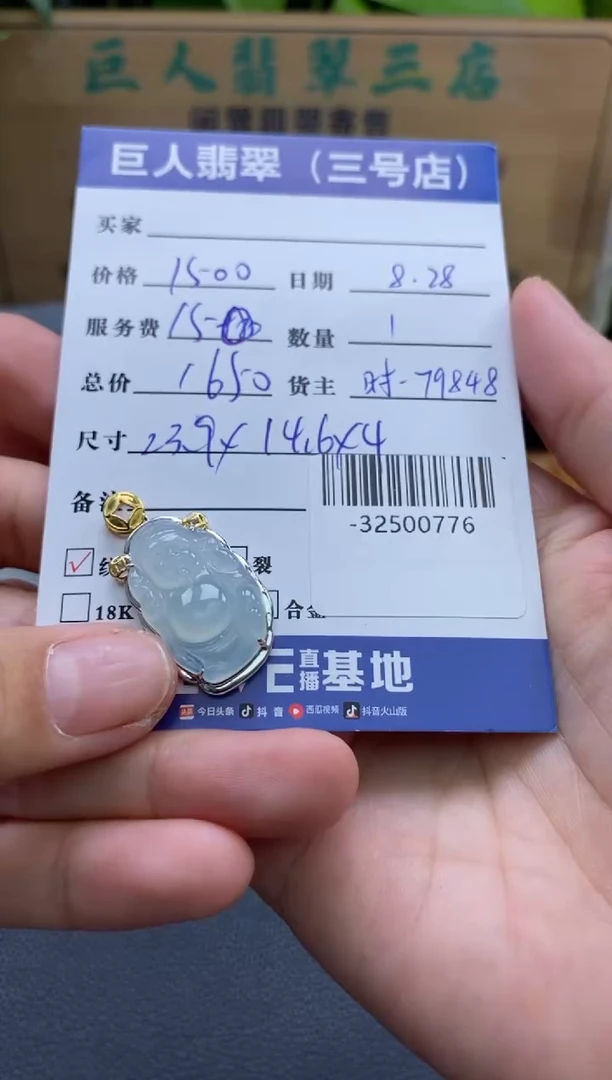 巨人翡翠三店
巨人翡翠（三号店）
买家
价格 1500 日期 8.28
服务费 150 数量 1
总价 1650 货主 时-79848
尺寸 23.9x14.6x4
备
-32500776
裂
18K
直播基地
今日头条 抖音 西瓜视频 抖音火山版